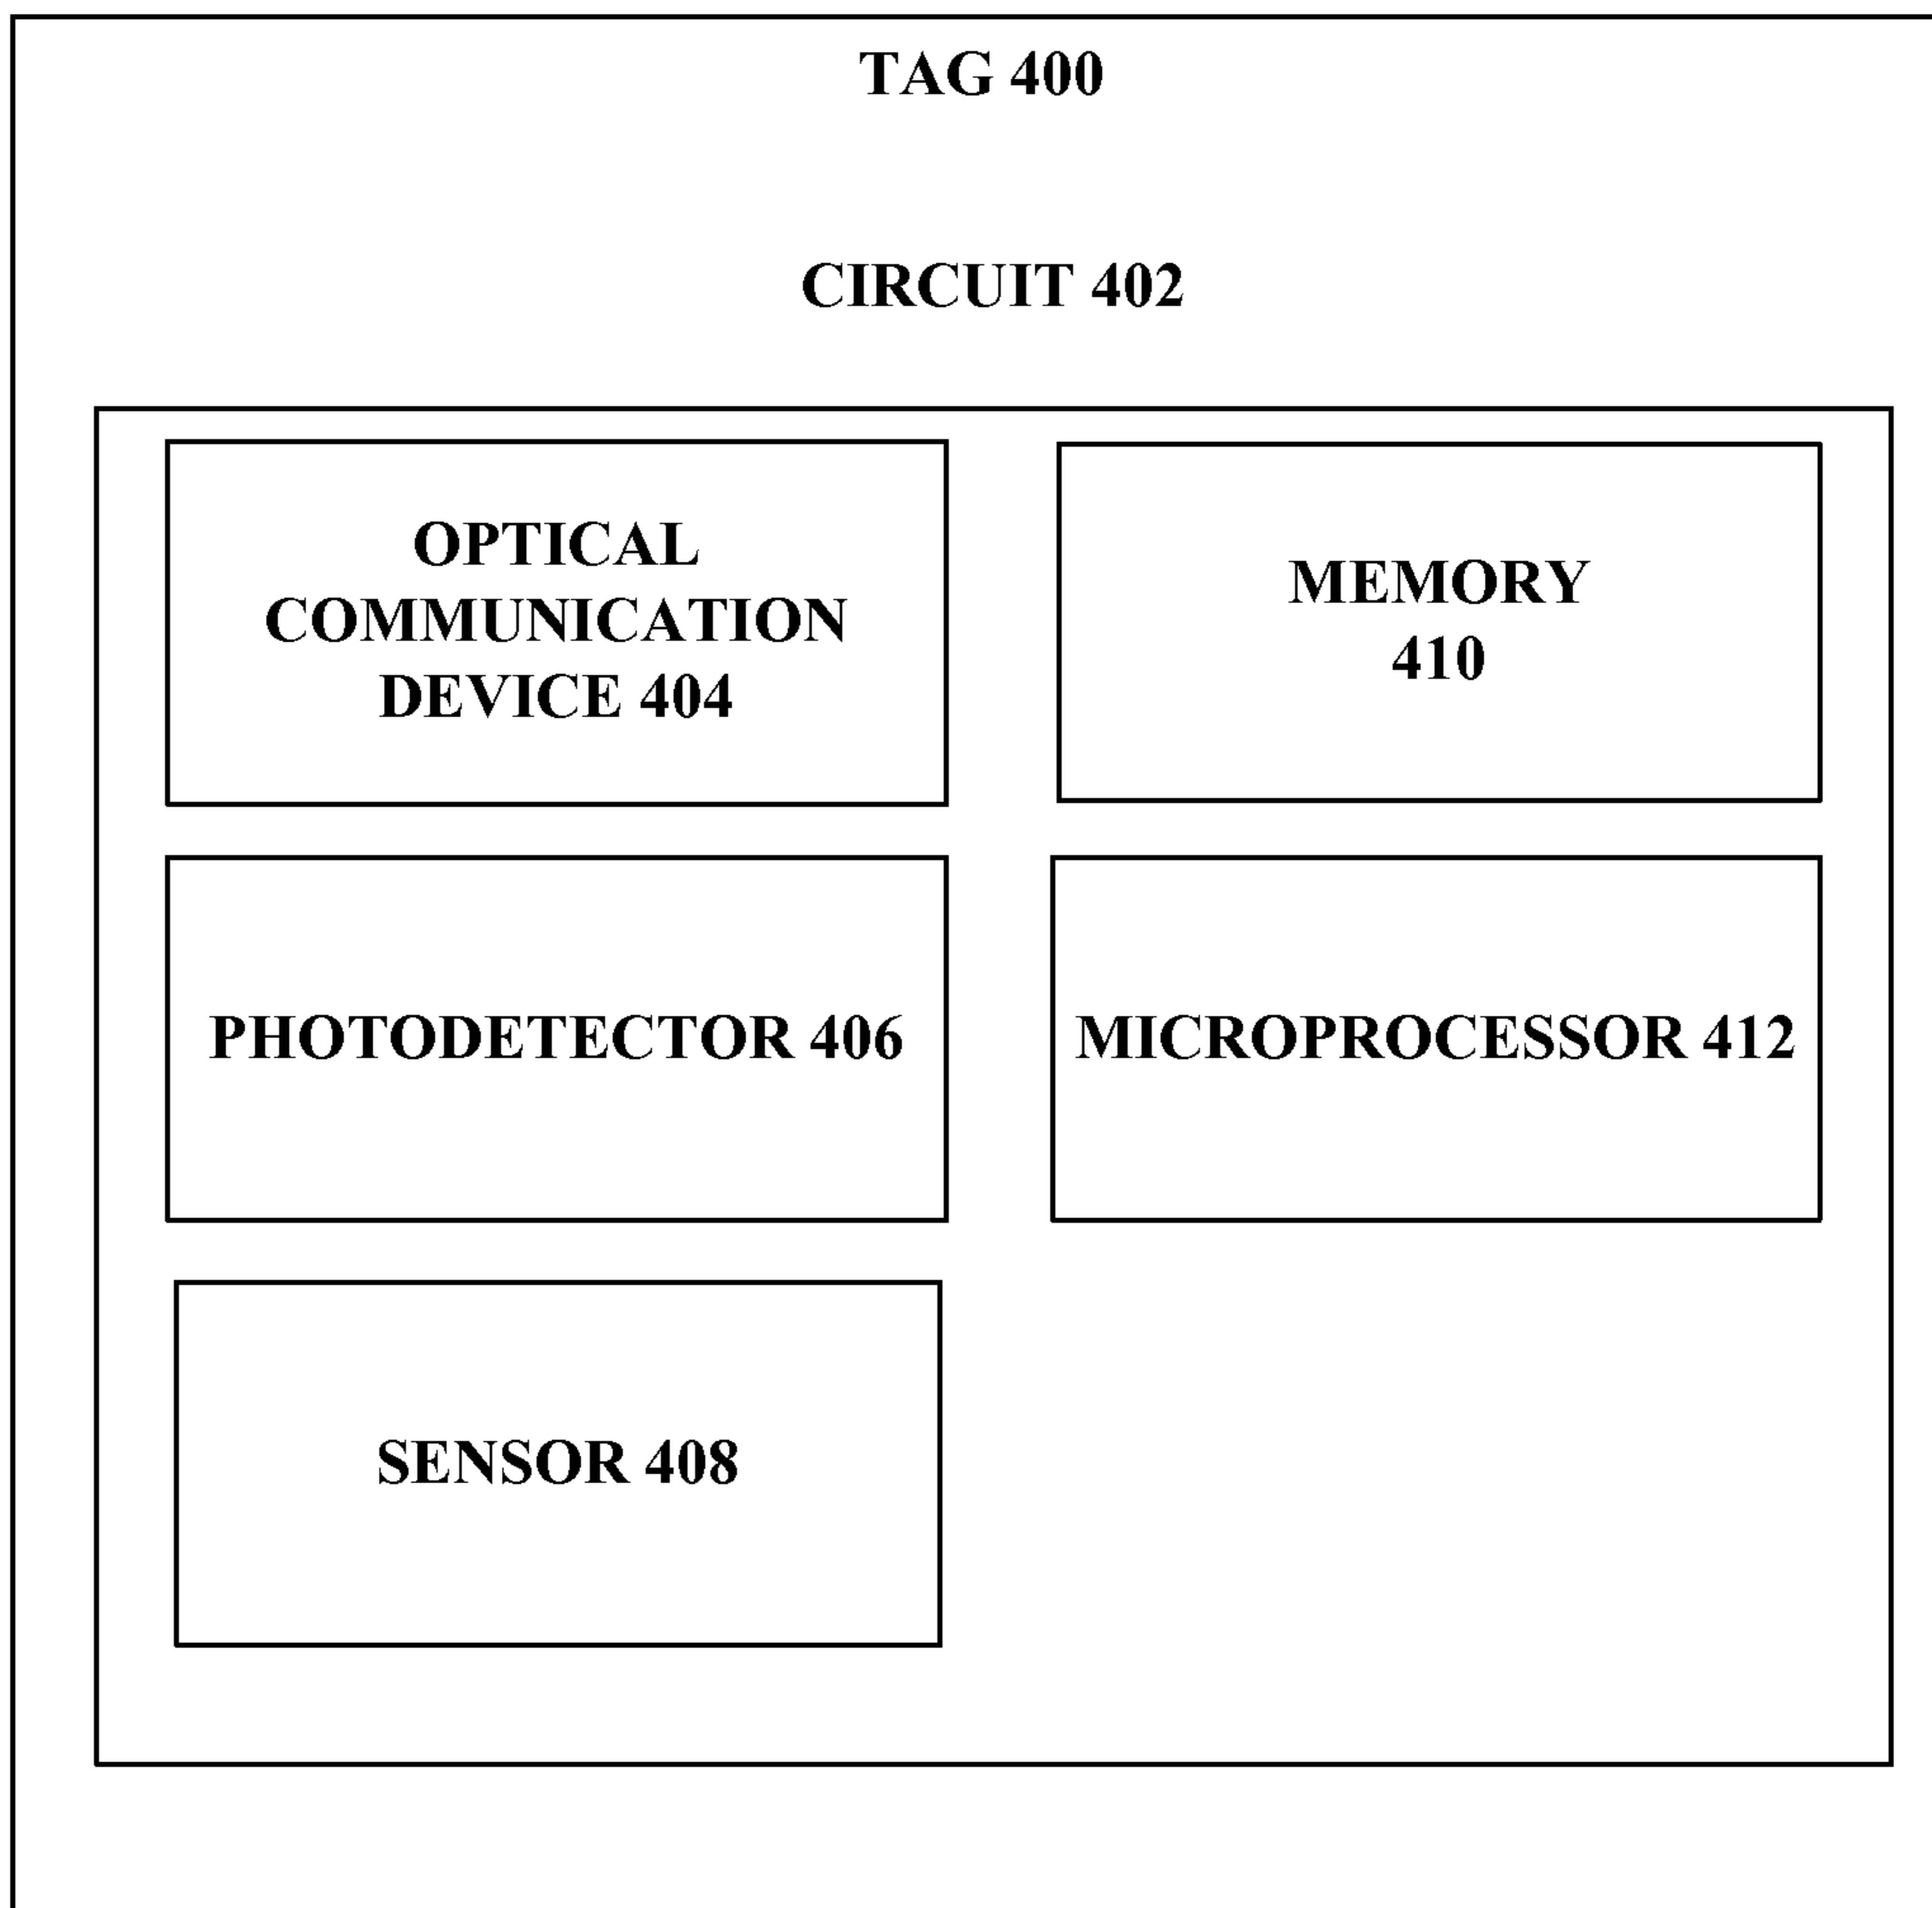 TAG 400
CIRCUIT 402
OPTICAL
COMMUNICATION
DEVICE 404
MEMORY
410
PHOTODETECTOR 406
MICROPROCESSOR 412
SENSOR 408